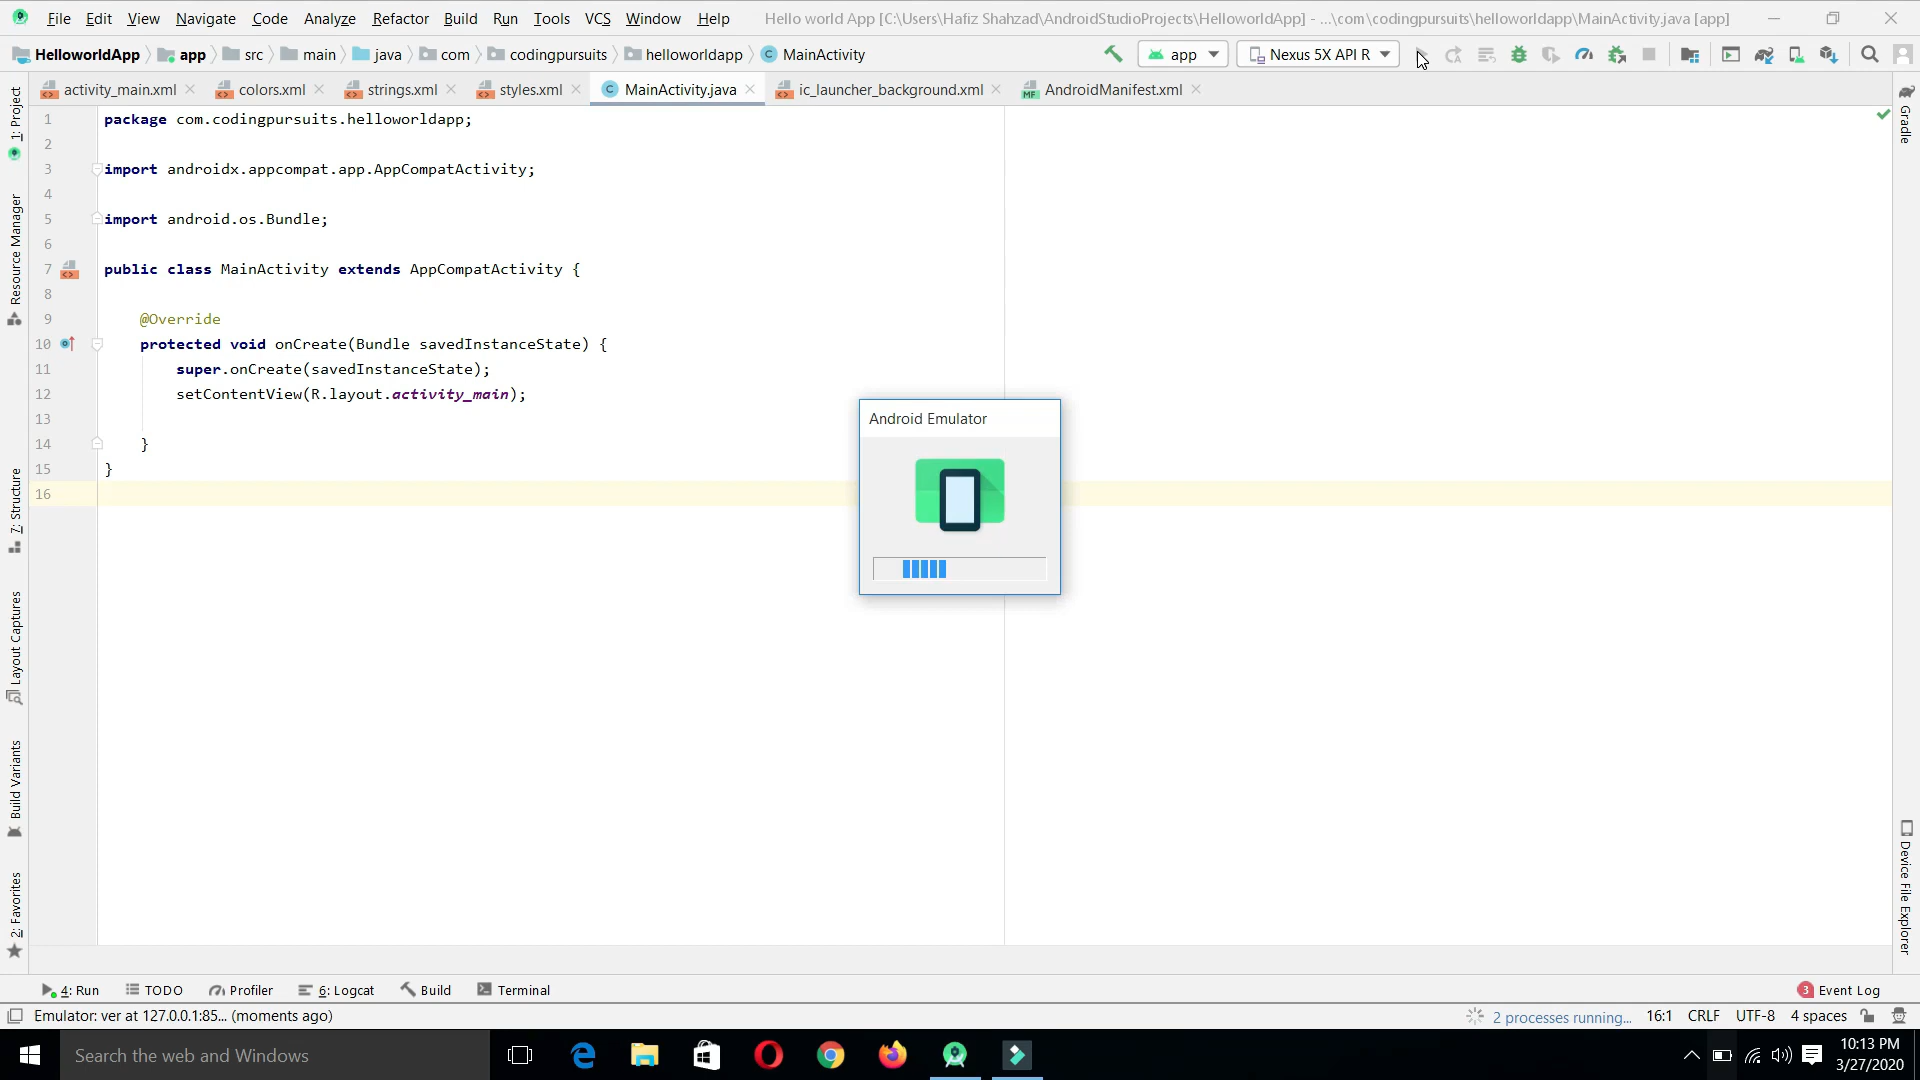 File Edit View Navigate Code Analyze Refactor Build Run Tools VCS Window Help Hello world App [C:\Users\Hafiz Shahzad\AndroidStudioProjects\HelloworldApp] - ...\com\codingpursuits\helloworldapp\MainActivity.java [app]
HelloworldApp app src main java com codingpursuits helloworldapp MainActivity app Nexus 5X API R
activity_main.xml colors.xml strings.xml styles.xml MainActivity.java ic_launcher_background.xml AndroidManifest.xml
1 package com.codingpursuits.helloworldapp;
2
3 import androidx.appcompat.app.AppCompatActivity;
4
5 import android.os.Bundle;
6
7 public class MainActivity extends AppCompatActivity {
8
9 @Override
10 protected void onCreate(Bundle savedInstanceState) {
11 super.onCreate(savedInstanceState);
12 setContentView(R.layout.activity_main);
13
14 }
15 }
16
1: Project
Resource Manager
7: Structure
Layout Captures
Build Variants
2: Favorites
Android Emulator
Gradle
Device File Explorer
4: Run TODO Profiler 6: Logcat Build Terminal 3 Event Log
Emulator: ver at 127.0.0.1:85... (moments ago) 2 processes running... 16:1 CRLF UTF-8 4 spaces
Search the web and Windows
10:13 PM
3/27/2020